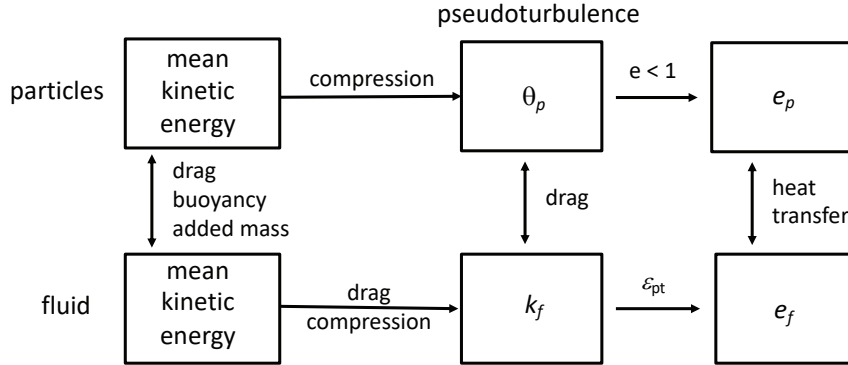 pseudoturbulence
particles
mean
kinetic
energy
compression
θp
e < 1
ep
drag
buoyancy
added mass
drag
heat
transfer
fluid
mean
kinetic
energy
drag
compression
kf
εpt
ef